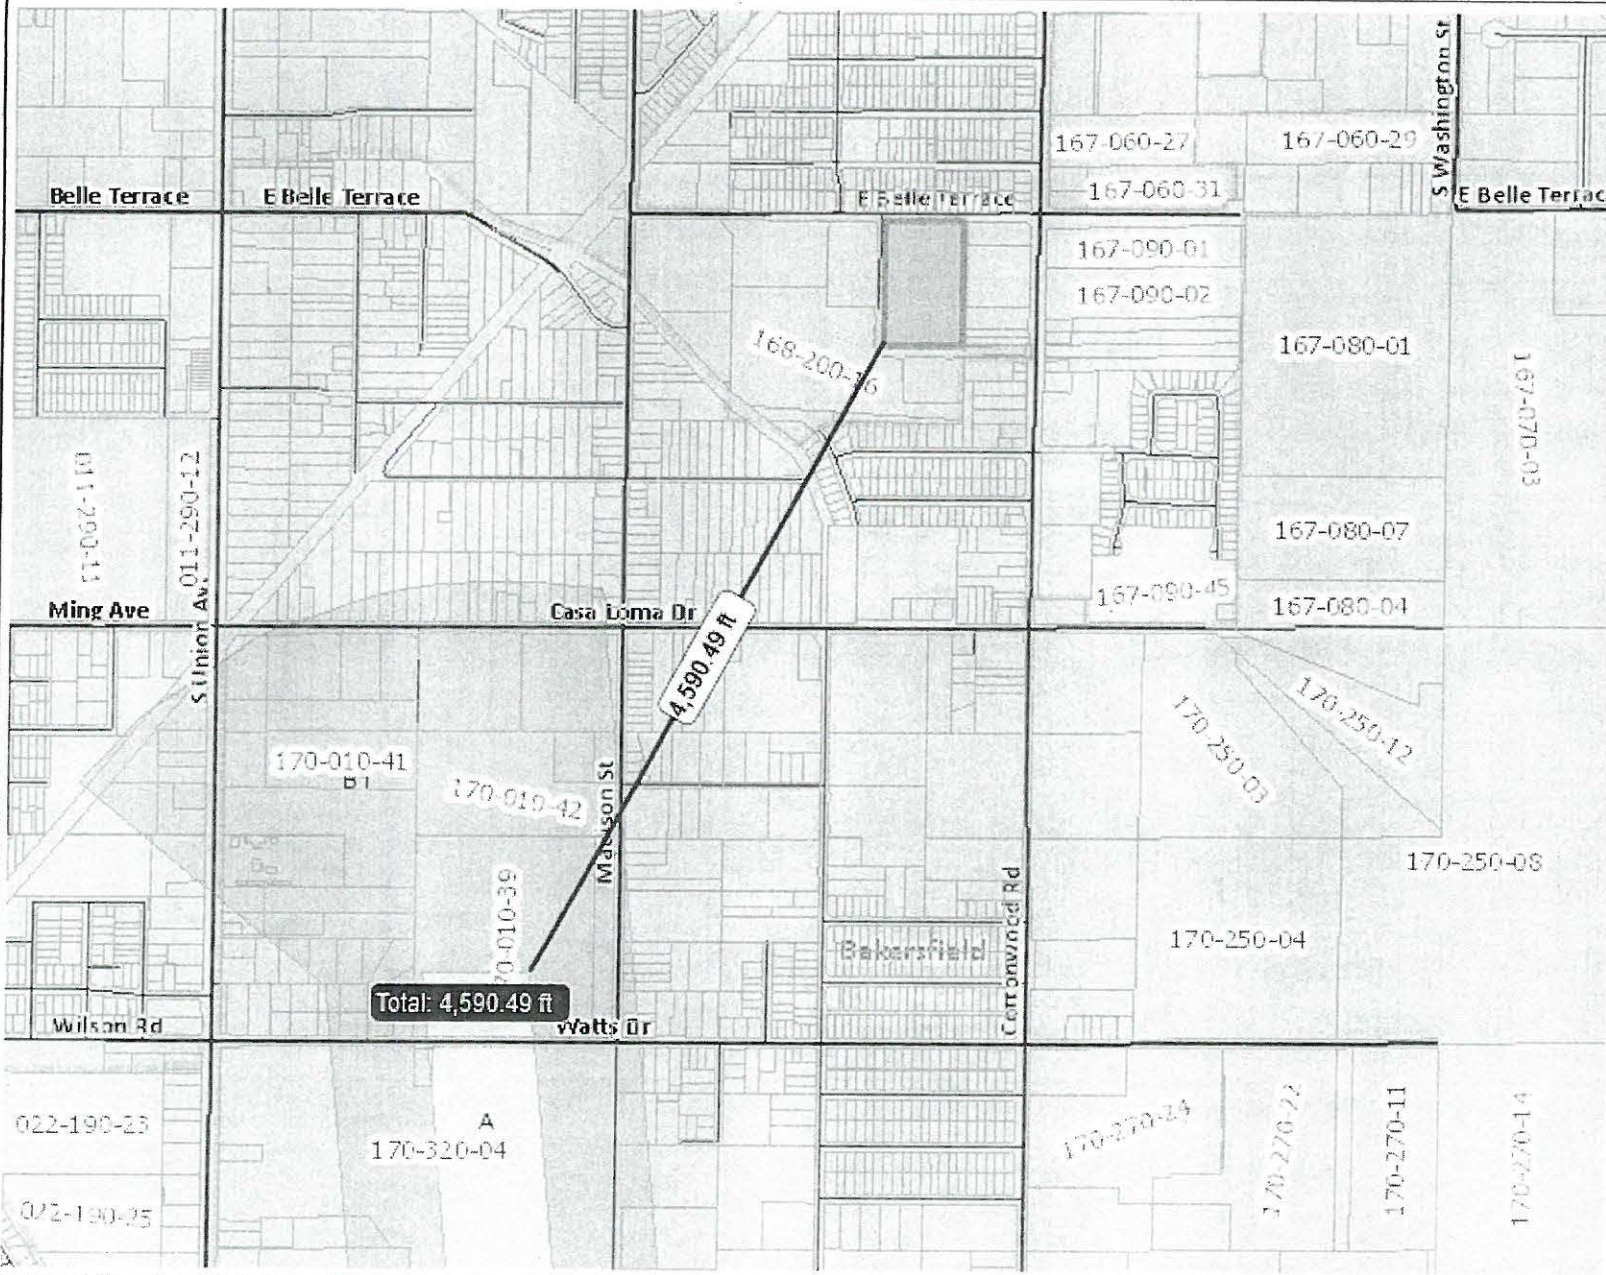 S Washington St
167-060-27
167-060-29
167-060-31
Belle Terrace
E Belle Terrace
E Belle Terrace
E Belle Terrac
167-090-01
167-090-02
168-200-16
167-080-01
167-070-03
011-290-11
011-290-12
167-080-07
167-090-45
167-080-04
Ming Ave
S Union Av
Casa Loma Dr
4,590.49 ft
170-250-03
170-250-12
170-010-41
B1
170-010-42
Madison St
170-250-08
70-010-39
170-250-04
Bakersfield
Cottonwood Rd
Total: 4,590.49 ft
Wilson Rd
Watts Dr
022-190-23
A
170-320-04
170-270-24
170-270-22
170-270-11
170-270-14
022-190-25